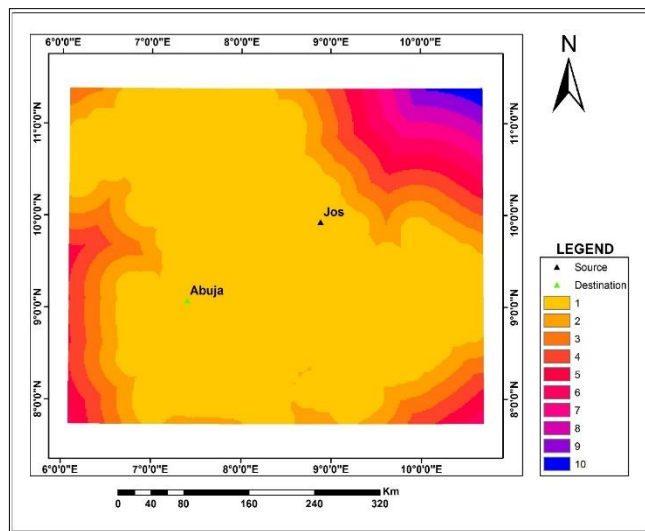 6°0'0"E 7°0'0"E 8°0'0"E 9°0'0"E 10°0'0"E
N
11°0'0"N 11°0'0"N
10°0'0"N 10°0'0"N
Jos
Abuja
9°0'0"N 9°0'0"N
8°0'0"N 8°0'0"N
6°0'0"E 7°0'0"E 8°0'0"E 9°0'0"E 10°0'0"E
LEGEND
Source
Destination
1
2
3
4
5
6
7
8
9
10
Km
0 20 40 80 160 240 320